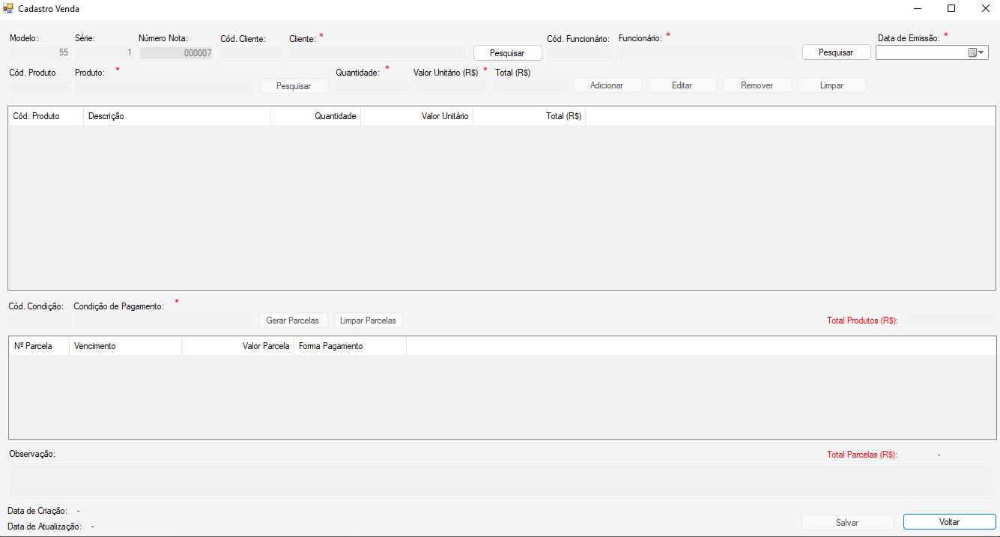 Cadastro Venda
Modelo: Série: Número Nota: Cód. Cliente: Cliente: * Cód. Funcionário: Funcionário: * Data de Emissão: *
55 1 000007 Pesquisar Pesquisar
Cód. Produto Produto: * Quantidade: * Valor Unitário (R$) * Total (R$)
Pesquisar Adicionar Editar Remover Limpar
Cód. Produto Descrição Quantidade Valor Unitário Total (R$)
Cód. Condição: Condição de Pagamento: *
Gerar Parcelas Limpar Parcelas Total Produtos (R$):
Nº Parcela Vencimento Valor Parcela Forma Pagamento
Observação: Total Parcelas (R$): -
Data de Criação: -
Data de Atualização: -
Salvar Voltar